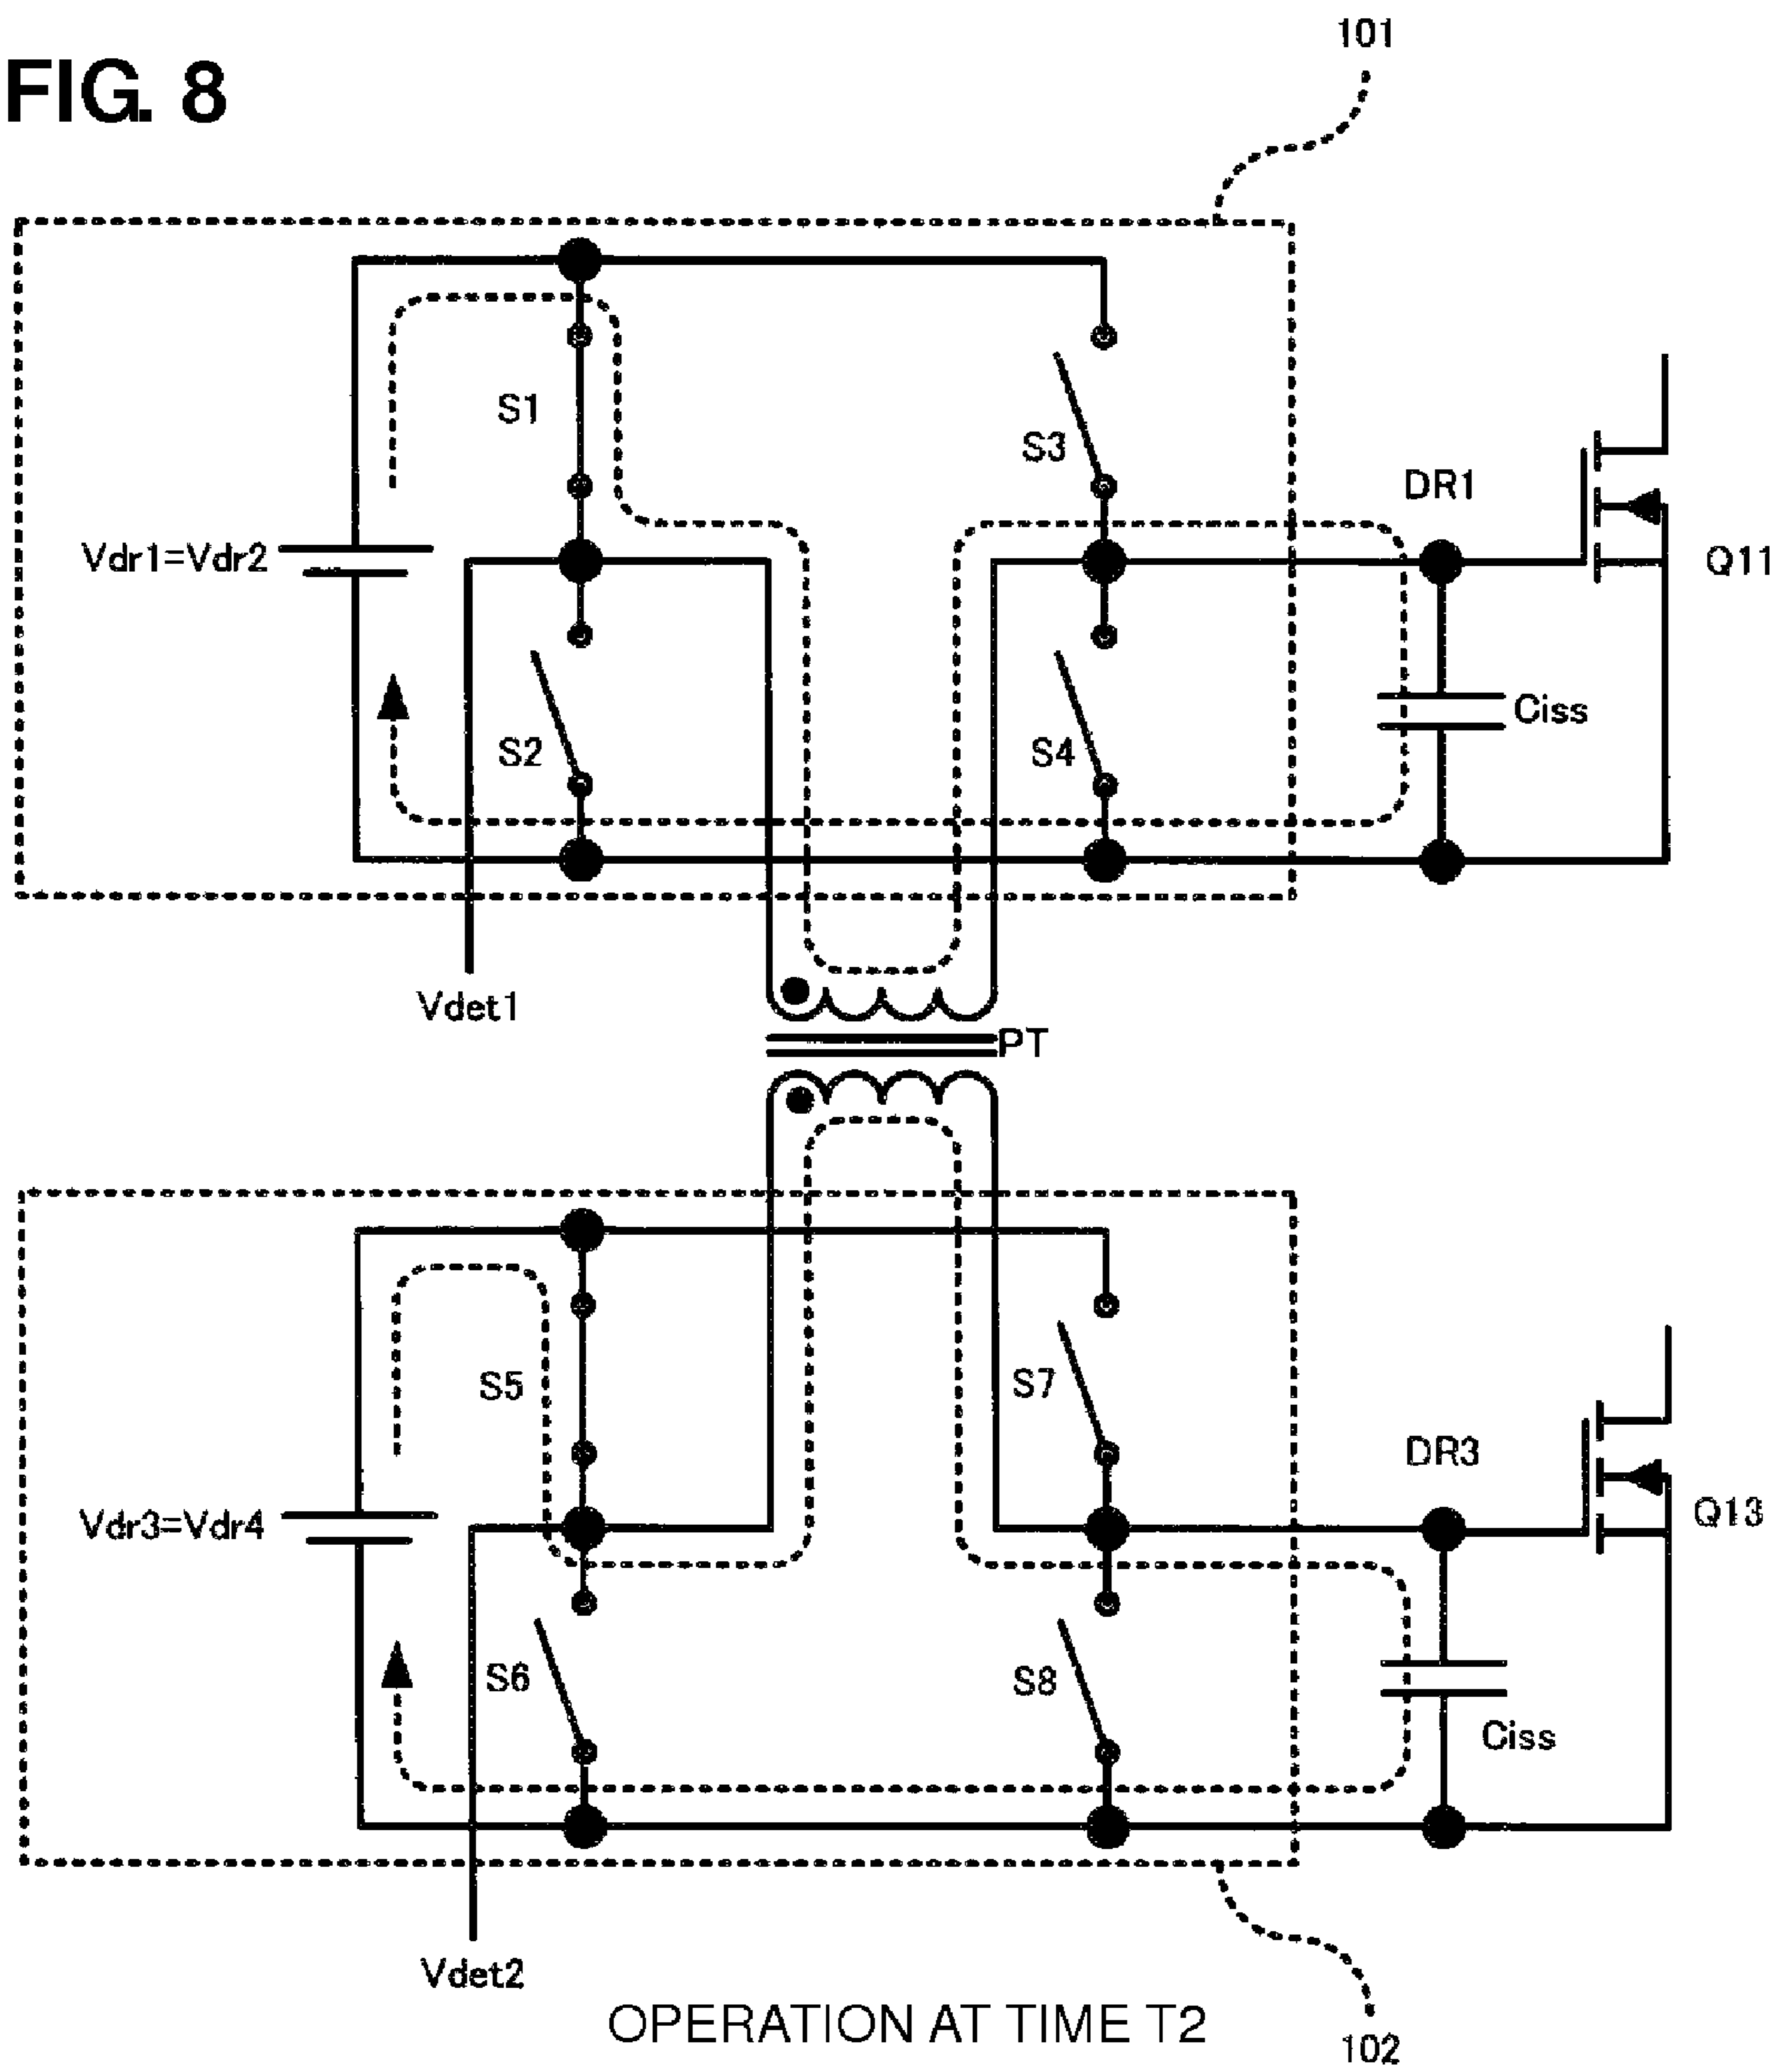 FIG. 8
101
S1
S3
DR1
Vdr1=Vdr2
Q11
Ciss
S2
S4
Vdet1
PT
S5
S7
DR3
Vdr3=Vdr4
Q13
S6
S8
Ciss
Vdet2
OPERATION AT TIME T2
102